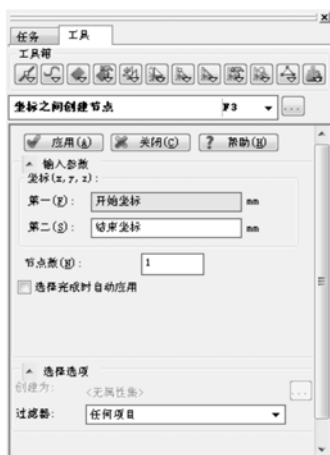 任务 工具
工具箱
坐标之间创建节点 F3
应用(A) 关闭(C) ? 帮助(H)
输入参数
坐标(x, y, z):
第一(F): 开始坐标 mm
第二(S): 结束坐标 mm
节点数(N): 1
选择完成时自动应用
选择选项
创建为: <无属性集>
过滤器: 任何项目